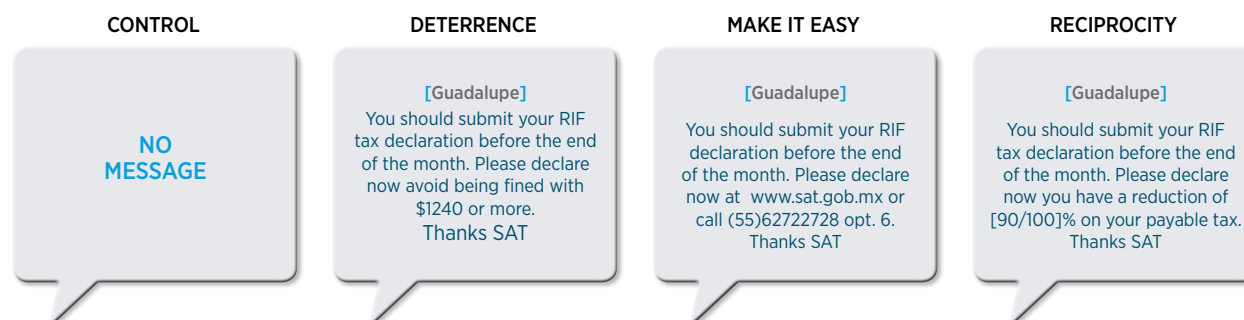 CONTROL
NO
MESSAGE
DETERRENCE
[Guadalupe]
You should submit your RIF
tax declaration before the end
of the month. Please declare
now avoid being fined with
$1240 or more.
Thanks SAT
MAKE IT EASY
[Guadalupe]
You should submit your RIF
declaration before the end
of the month. Please declare
now at www.sat.gob.mx or
call (55)62722728 opt. 6.
Thanks SAT
RECIPROCITY
[Guadalupe]
You should submit your RIF
tax declaration before the end
of the month. Please declare
now you have a reduction of
[90/100]% on your payable tax.
Thanks SAT